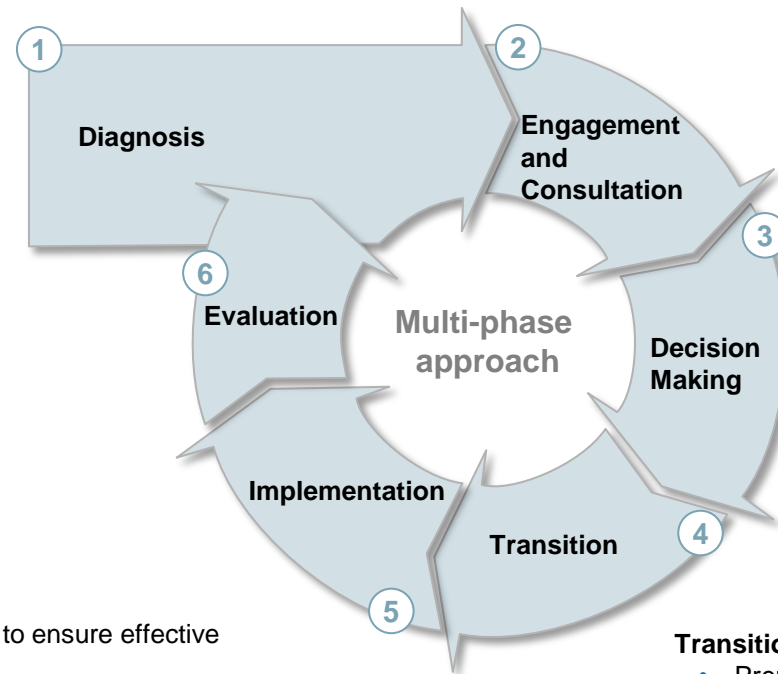 1
Diagnosis
2
Engagement
and
Consultation
3
Decision
Making
4
Transition
5
Implementation
6
Evaluation
Multi-phase
approach
to ensure effective